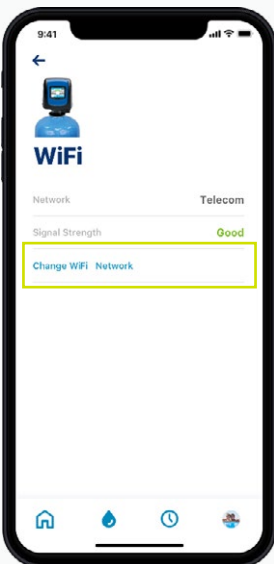 9:41
WiFi
Network Telecom
Signal Strength Good
Change WiFi Network